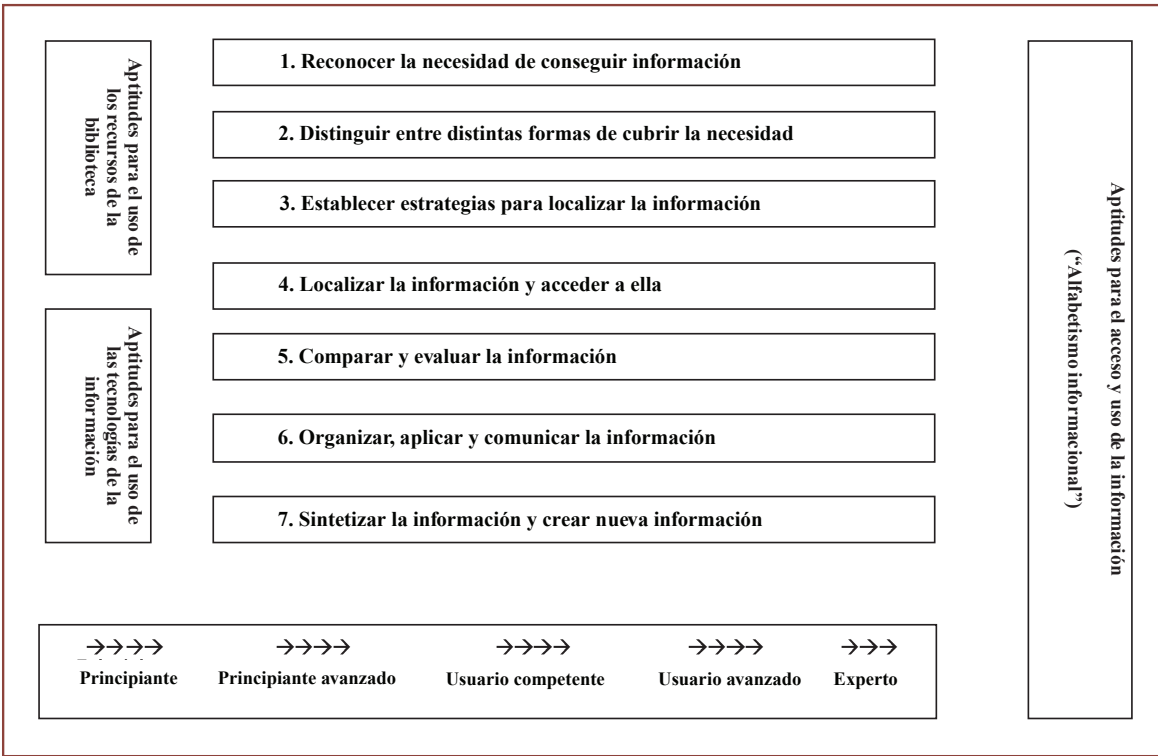 Aptitudes para el uso de
los recursos de la
biblioteca
Aptitudes para el uso de
las tecnologías de la
información
1. Reconocer la necesidad de conseguir información
2. Distinguir entre distintas formas de cubrir la necesidad
3. Establecer estrategias para localizar la información
4. Localizar la información y acceder a ella
5. Comparar y evaluar la información
6. Organizar, aplicar y comunicar la información
7. Sintetizar la información y crear nueva información
Aptitudes para el acceso y uso de la información
(“Alfabetismo informacional”)
→→→→ →→→→ →→→→ →→→→ →→→
Principiante Principiante avanzado Usuario competente Usuario avanzado Experto